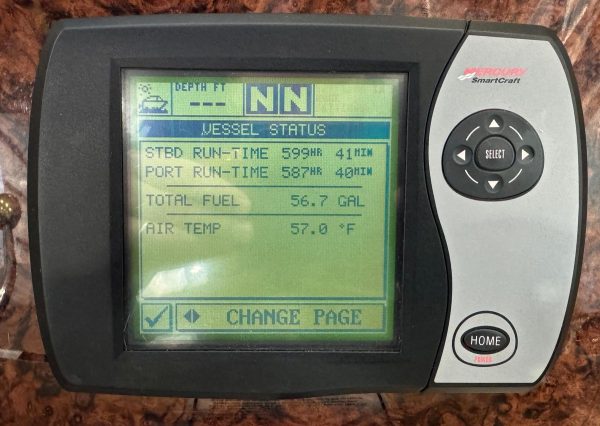 DEPTH FT
---
N N
VESSEL STATUS
STBD RUN-TIME 599HR 41MIN
PORT RUN-TIME 587HR 40MIN
TOTAL FUEL 56.7 GAL
AIR TEMP 57.0 °F
CHANGE PAGE
MERCURY
SmartCraft
SELECT
HOME
POWER